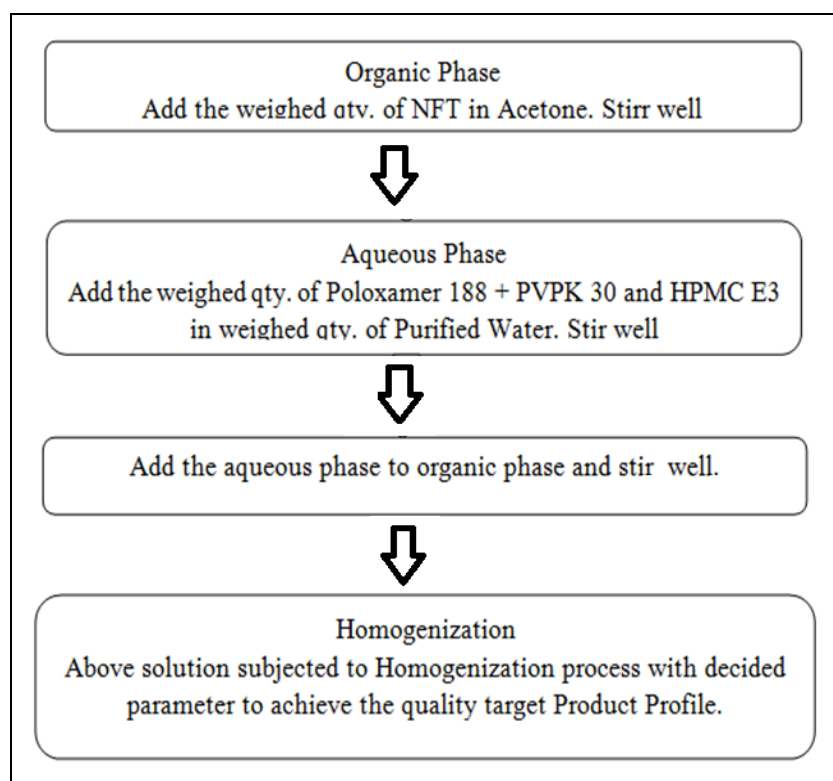 Organic Phase
Add the weighed qty. of NFT in Acetone. Stirr well
Aqueous Phase
Add the weighed qty. of Poloxamer 188 + PVPK 30 and HPMC E3
in weighed qty. of Purified Water. Stir well
Add the aqueous phase to organic phase and stir well.
Homogenization
Above solution subjected to Homogenization process with decided
parameter to achieve the quality target Product Profile.